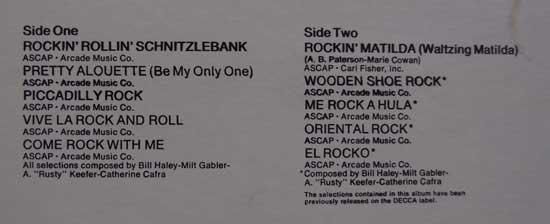 Side One
ROCKIN' ROLLIN' SCHNITZLEBANK
ASCAP • Arcade Music Co.
PRETTY ALOUETTE (Be My Only One)
ASCAP • Arcade Music Co.
PICCADILLY ROCK
ASCAP • Arcade Music Co.
VIVE LA ROCK AND ROLL
ASCAP • Arcade Music Co.
COME ROCK WITH ME
ASCAP • Arcade Music Co.
All selections composed by Bill Haley-Milt Gabler-
A. "Rusty" Keefer-Catherine Cafra
Side Two
ROCKIN' MATILDA (Waltzing Matilda)
(A. B. Paterson-Marie Cowan)
ASCAP • Carl Fisher, Inc.
WOODEN SHOE ROCK*
ASCAP • Arcade Music Co.
ME ROCK A HULA*
ASCAP • Arcade Music Co.
ORIENTAL ROCK*
ASCAP • Arcade Music Co.
EL ROCKO*
ASCAP • Arcade Music Co.
*Composed by Bill Haley-Milt Gabler-
A. "Rusty" Keefer-Catherine Cafra
The selections contained in this album have been
previously released on the DECCA label.